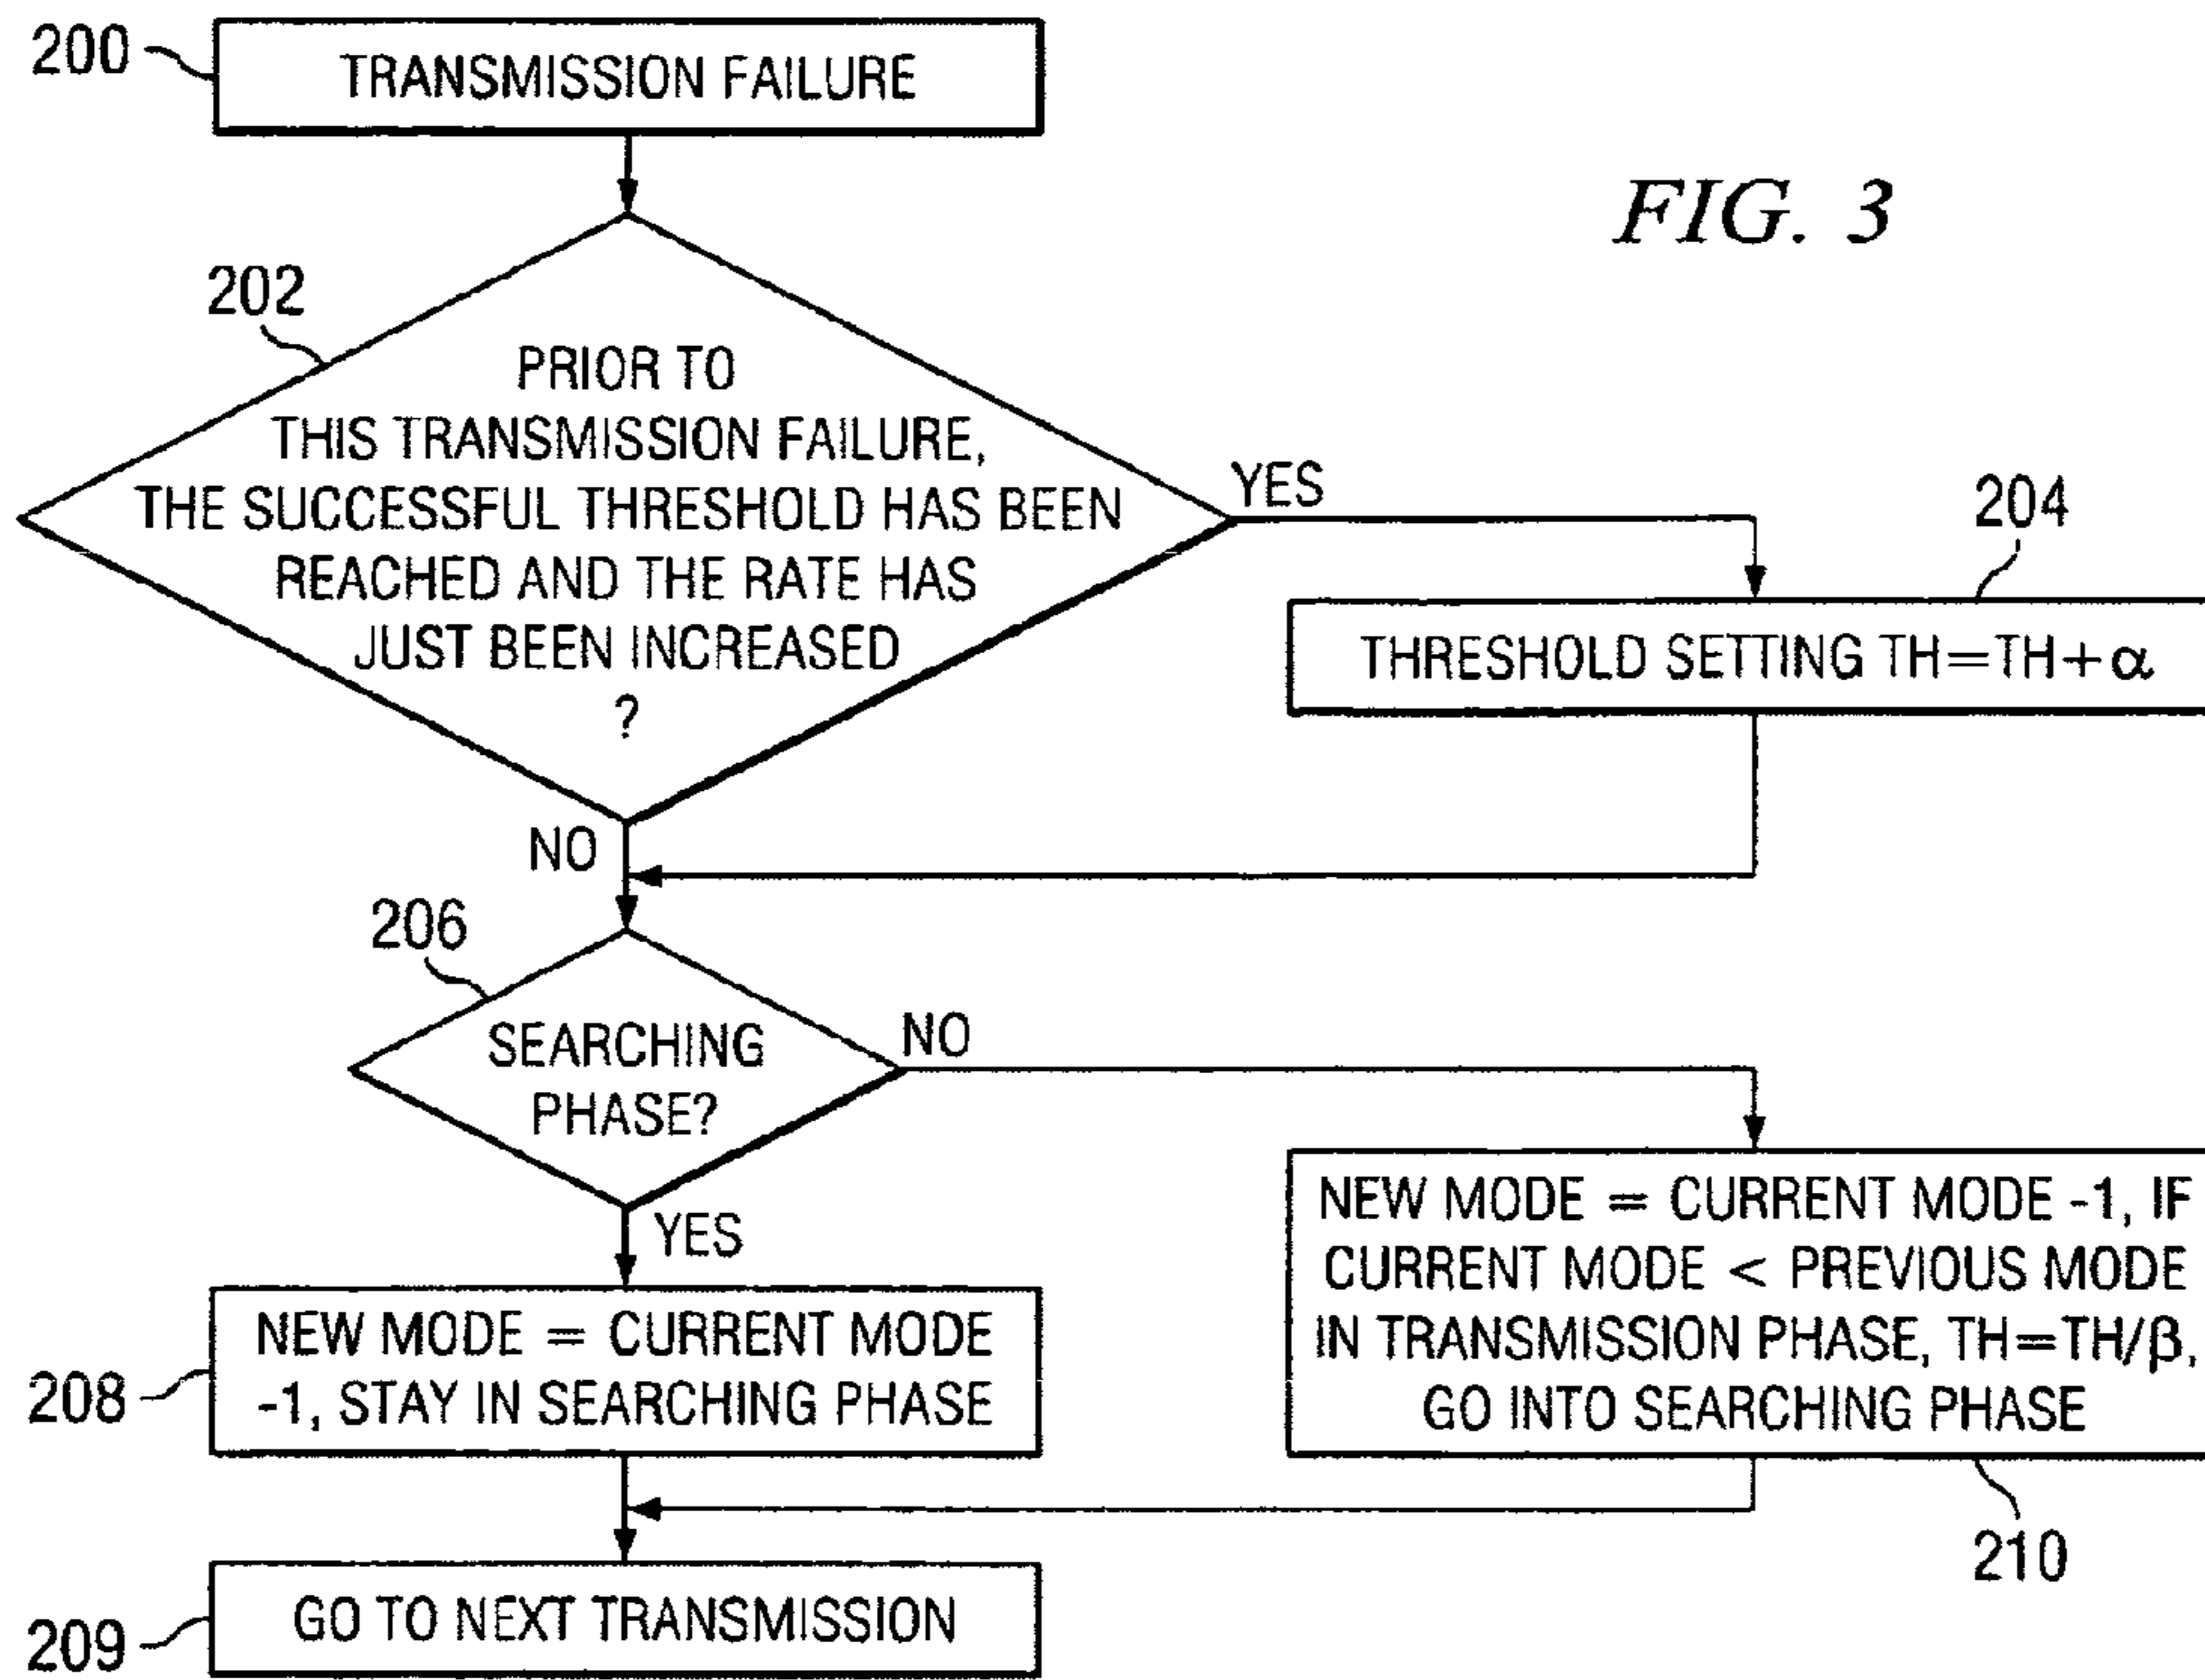 200
TRANSMISSION FAILURE
FIG. 3
202
PRIOR TO
THIS TRANSMISSION FAILURE,
THE SUCCESSFUL THRESHOLD HAS BEEN
REACHED AND THE RATE HAS
JUST BEEN INCREASED
?
YES
204
THRESHOLD SETTING TH=TH+α
NO
206
SEARCHING
PHASE?
NO
YES
NEW MODE = CURRENT MODE -1, IF
CURRENT MODE < PREVIOUS MODE
IN TRANSMISSION PHASE, TH=TH/β,
GO INTO SEARCHING PHASE
210
208
NEW MODE = CURRENT MODE
-1, STAY IN SEARCHING PHASE
209
GO TO NEXT TRANSMISSION